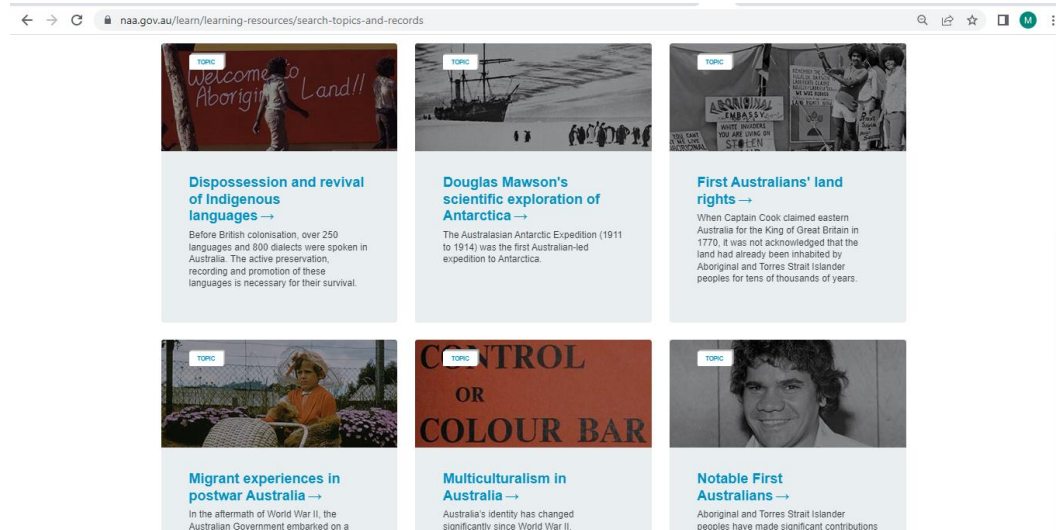 naa.gov.au/learn/learning-resources/search-topics-and-records
M
TOPIC
Welcome to
Aborigin Land!!
Dispossession and revival
of Indigenous
languages →
Before British colonisation, over 250
languages and 800 dialects were spoken in
Australia. The active preservation,
recording and promotion of these
languages is necessary for their survival.
TOPIC
Douglas Mawson's
scientific exploration of
Antarctica →
The Australasian Antarctic Expedition (1911
to 1914) was the first Australian-led
expedition to Antarctica.
TOPIC
ABORIGINAL
EMBASSY
WHITE INVADERS
YOU ARE LIVING ON
STOLEN
First Australians' land
rights →
When Captain Cook claimed eastern
Australia for the King of Great Britain in
1770, it was not acknowledged that the
land had already been inhabited by
Aboriginal and Torres Strait Islander
peoples for tens of thousands of years.
TOPIC
Migrant experiences in
postwar Australia →
In the aftermath of World War II, the
Australian Government embarked on a
TOPIC
CONTROL
OR
COLOUR BAR
Multiculturalism in
Australia →
Australia's identity has changed
significantly since World War II.
TOPIC
Notable First
Australians →
Aboriginal and Torres Strait Islander
peoples have made significant contributions